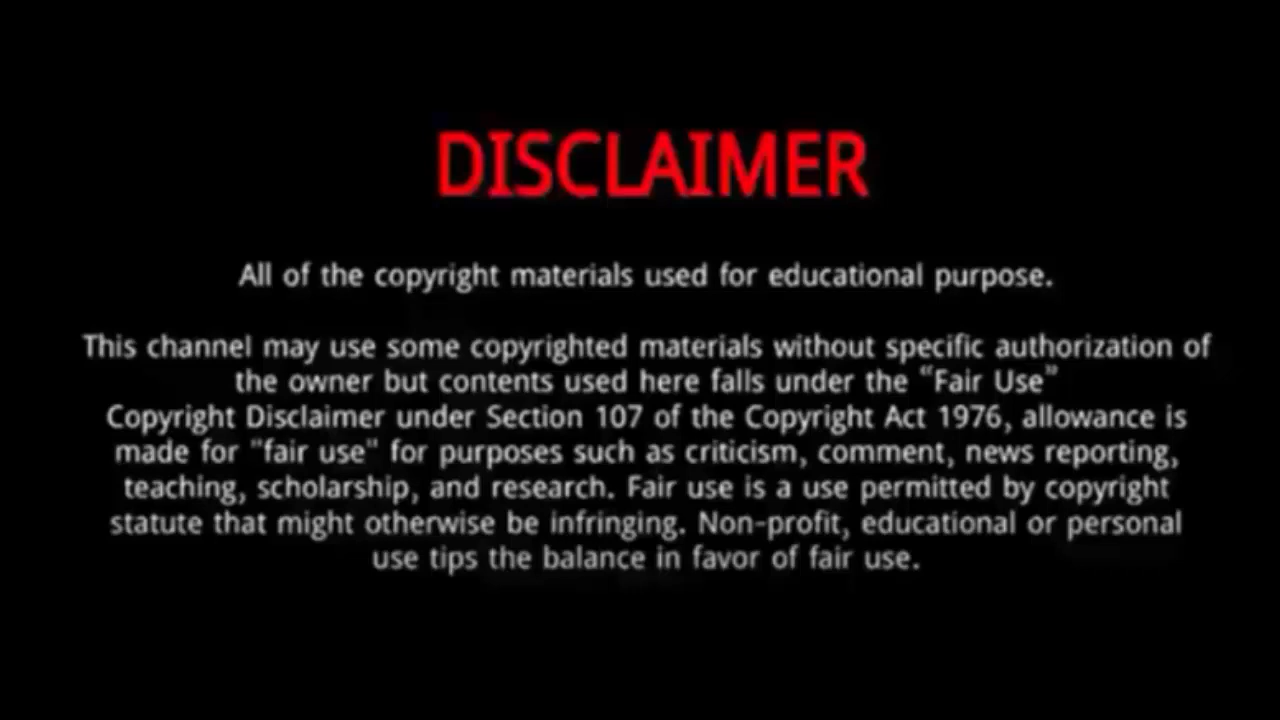 DISCLAIMER
All of the copyright materials used for educational purpose.
This channel may use some copyrighted materials without specific authorization of
the owner but contents used here falls under the “Fair Use”
Copyright Disclaimer under Section 107 of the Copyright Act 1976, allowance is
made for "fair use" for purposes such as criticism, comment, news reporting,
teaching, scholarship, and research. Fair use is a use permitted by copyright
statute that might otherwise be infringing. Non-profit, educational or personal
use tips the balance in favor of fair use.